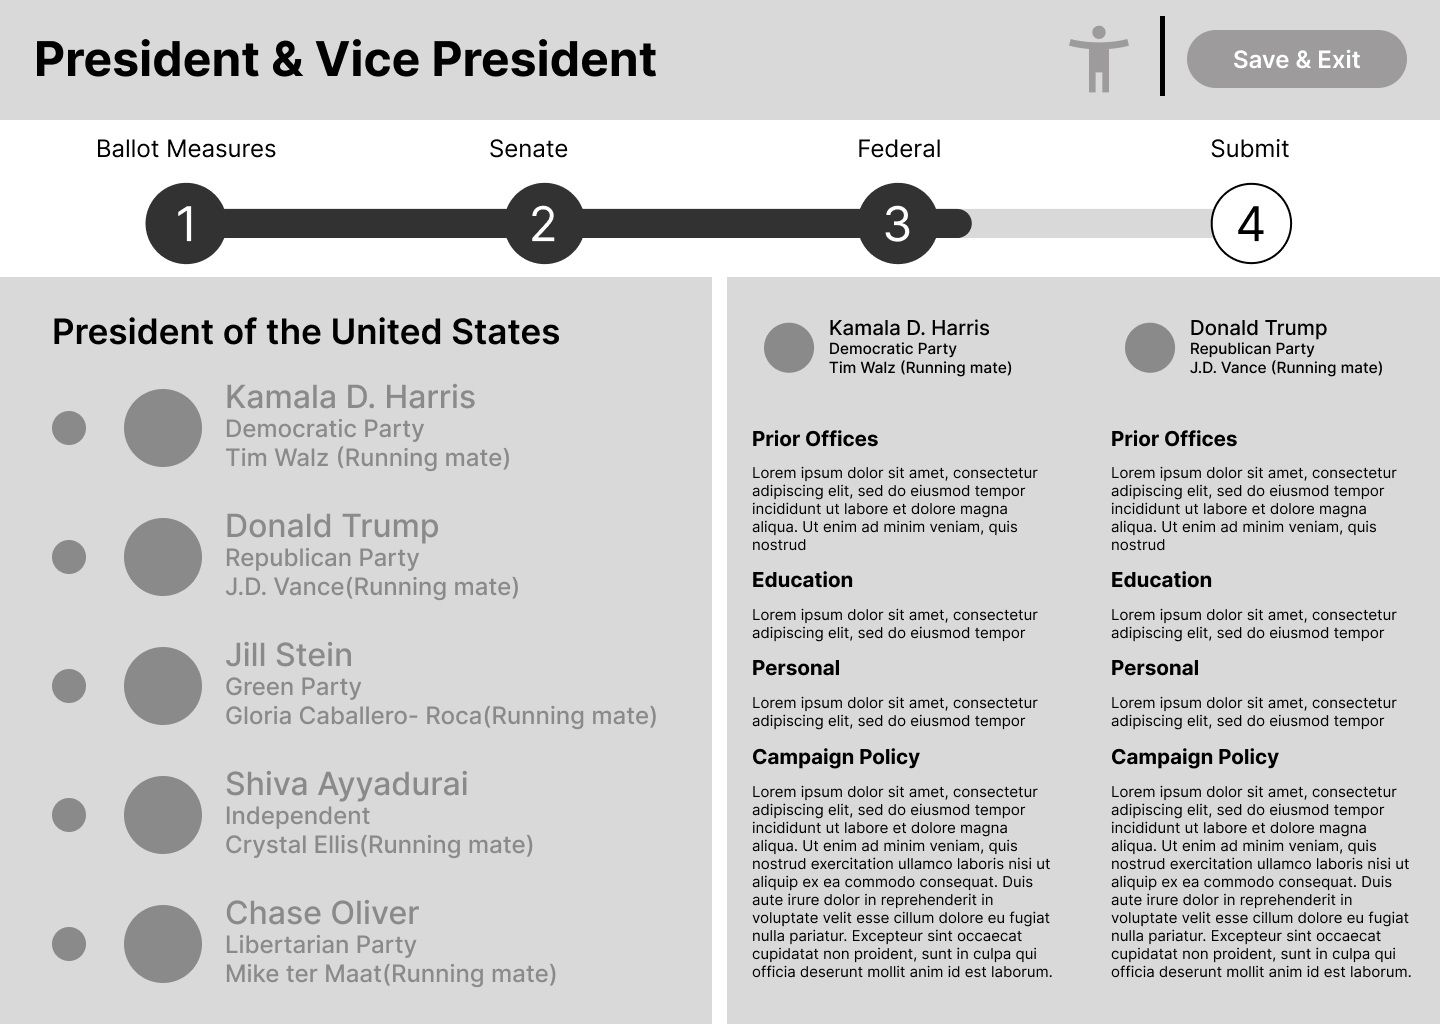 President & Vice President
Save & Exit
Ballot Measures
Senate
Federal
Submit
1
2
3
4
President of the United States
Kamala D. Harris
Democratic Party
Tim Walz (Running mate)
Donald Trump
Republican Party
J.D. Vance(Running mate)
Jill Stein
Green Party
Gloria Caballero- Roca(Running mate)
Shiva Ayyadurai
Independent
Crystal Ellis(Running mate)
Chase Oliver
Libertarian Party
Mike ter Maat(Running mate)
Kamala D. Harris
Democratic Party
Tim Walz (Running mate)
Prior Offices
Lorem ipsum dolor sit amet, consectetur
adipiscing elit, sed do eiusmod tempor
incididunt ut labore et dolore magna
aliqua. Ut enim ad minim veniam, quis
nostrud
Education
Lorem ipsum dolor sit amet, consectetur
adipiscing elit, sed do eiusmod tempor
Personal
Lorem ipsum dolor sit amet, consectetur
adipiscing elit, sed do eiusmod tempor
Campaign Policy
Lorem ipsum dolor sit amet, consectetur
adipiscing elit, sed do eiusmod tempor
incididunt ut labore et dolore magna
aliqua. Ut enim ad minim veniam, quis
nostrud exercitation ullamco laboris nisi ut
aliquip ex ea commodo consequat. Duis
aute irure dolor in reprehenderit in
voluptate velit esse cillum dolore eu fugiat
nulla pariatur. Excepteur sint occaecat
cupidatat non proident, sunt in culpa qui
officia deserunt mollit anim id est laborum.
Donald Trump
Republican Party
J.D. Vance (Running mate)
Prior Offices
Lorem ipsum dolor sit amet, consectetur
adipiscing elit, sed do eiusmod tempor
incididunt ut labore et dolore magna
aliqua. Ut enim ad minim veniam, quis
nostrud
Education
Lorem ipsum dolor sit amet, consectetur
adipiscing elit, sed do eiusmod tempor
Personal
Lorem ipsum dolor sit amet, consectetur
adipiscing elit, sed do eiusmod tempor
Campaign Policy
Lorem ipsum dolor sit amet, consectetur
adipiscing elit, sed do eiusmod tempor
incididunt ut labore et dolore magna
aliqua. Ut enim ad minim veniam, quis
nostrud exercitation ullamco laboris nisi ut
aliquip ex ea commodo consequat. Duis
aute irure dolor in reprehenderit in
voluptate velit esse cillum dolore eu fugiat
nulla pariatur. Excepteur sint occaecat
cupidatat non proident, sunt in culpa qui
officia deserunt mollit anim id est laborum.